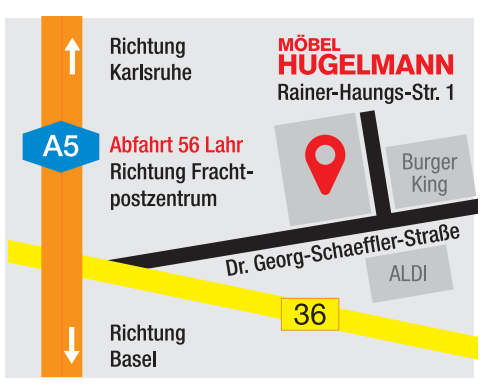 Richtung
Karlsruhe
MÖBEL
HUGELMANN
Rainer-Haungs-Str. 1
A5
Abfahrt 56 Lahr
Richtung Fracht-
postzentrum
Burger
King
Dr. Georg-Schaeffler-Straße
ALDI
36
Richtung
Basel